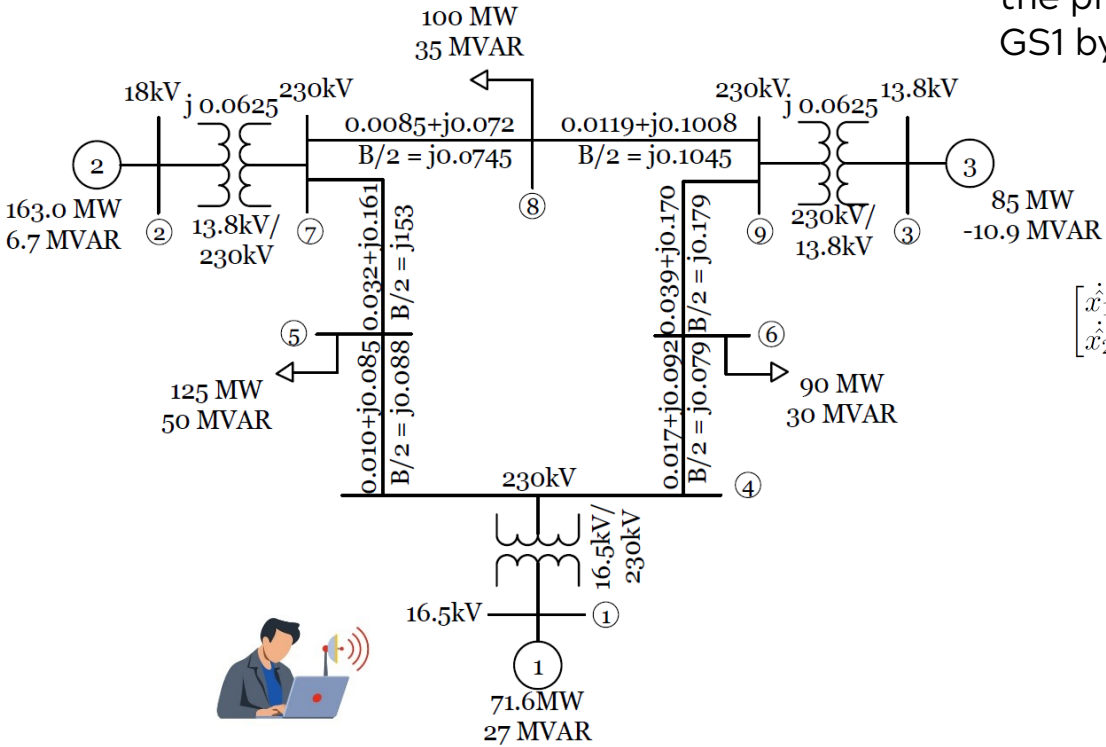 the pr
GS1 by
100 MW
35 MVAR
18kV
j 0.0625
230kV
0.0085+j0.072
B/2 = j0.0745
0.0119+j0.1008
B/2 = j0.1045
230kV
j 0.0625
13.8kV
2
163.0 MW
6.7 MVAR
②
13.8kV/
230kV
⑦
⑧
⑨
230kV/
13.8kV
③
3
85 MW
-10.9 MVAR
0.032+j0.161
B/2 = j153
0.039+j0.170
B/2 = j0.179
⑤
⑥
125 MW
50 MVAR
0.010+j0.085
B/2 = j0.088
0.017+j0.092
B/2 = j0.079
90 MW
30 MVAR
230kV
④
16.5kV/
230kV
16.5kV
①
1
71.6MW
27 MVAR